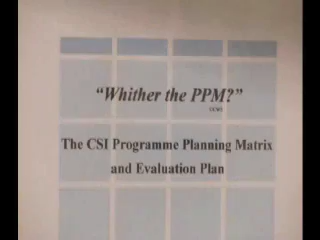 “Whither the PPM?”
The CSI Programme Planning Matrix
and Evaluation Plan